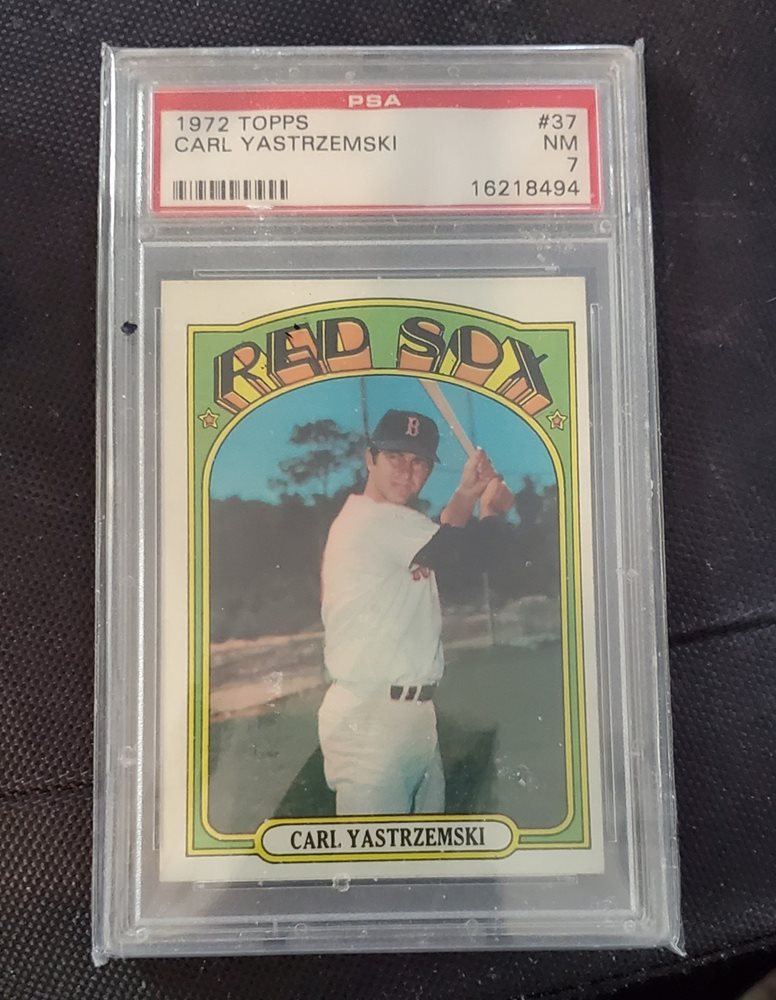 PSA
1972 TOPPS #37
CARL YASTRZEMSKI NM
7
16218494
RED SOX
B
CARL YASTRZEMSKI